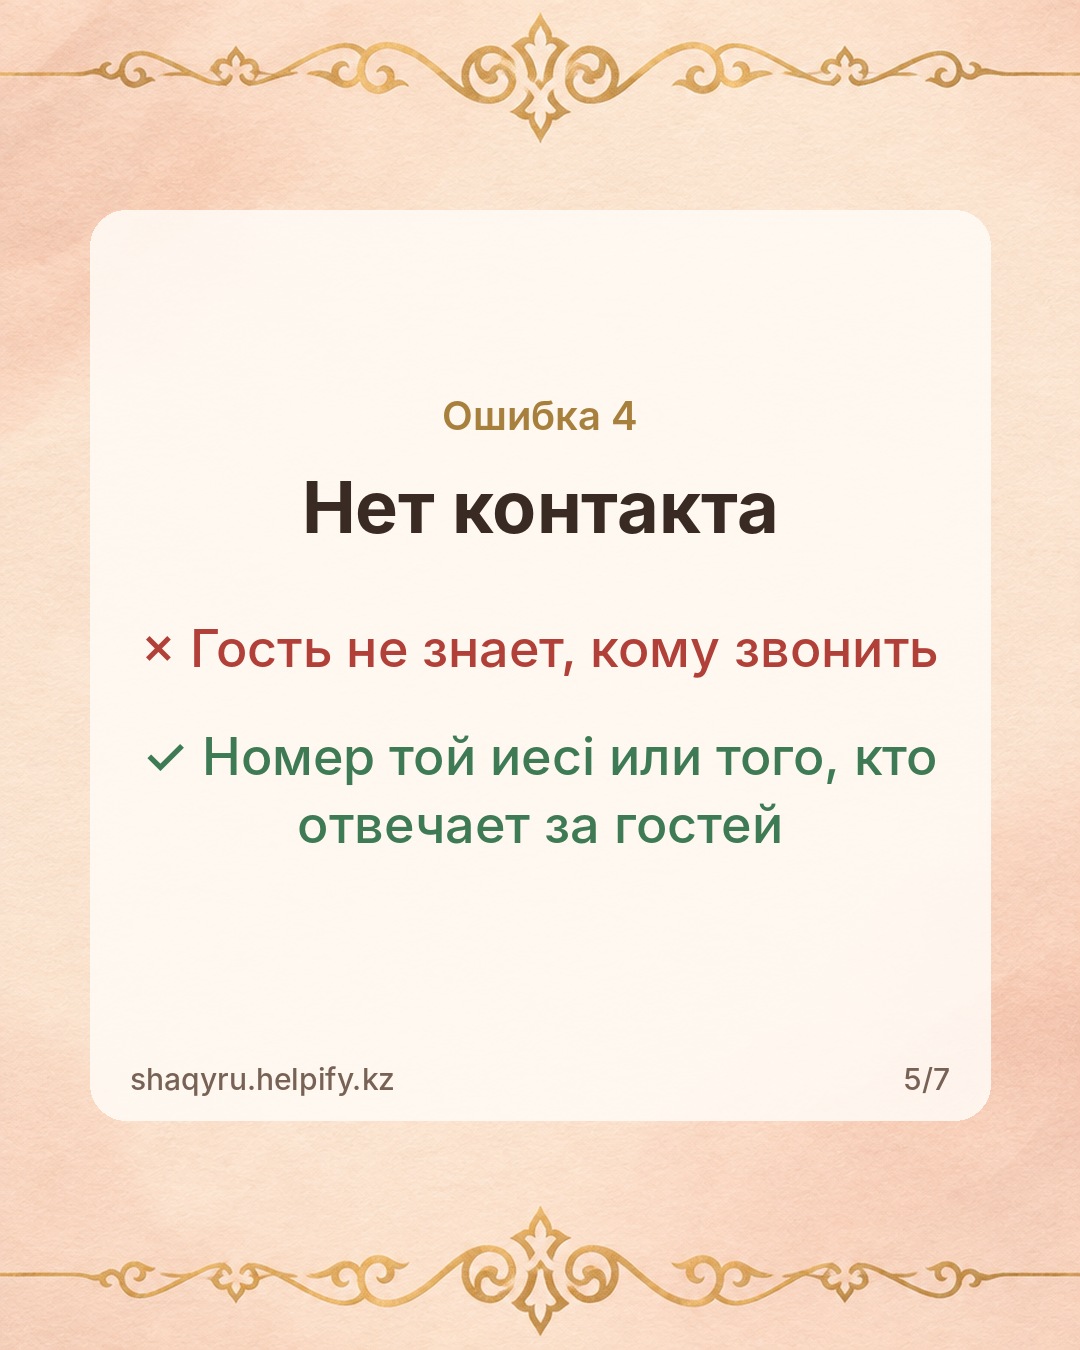 Ошибка 4
Нет контакта
× Гость не знает, кому звонить
✓ Номер той иесі или того, кто
отвечает за гостей
shaqyru.helpify.kz
5/7